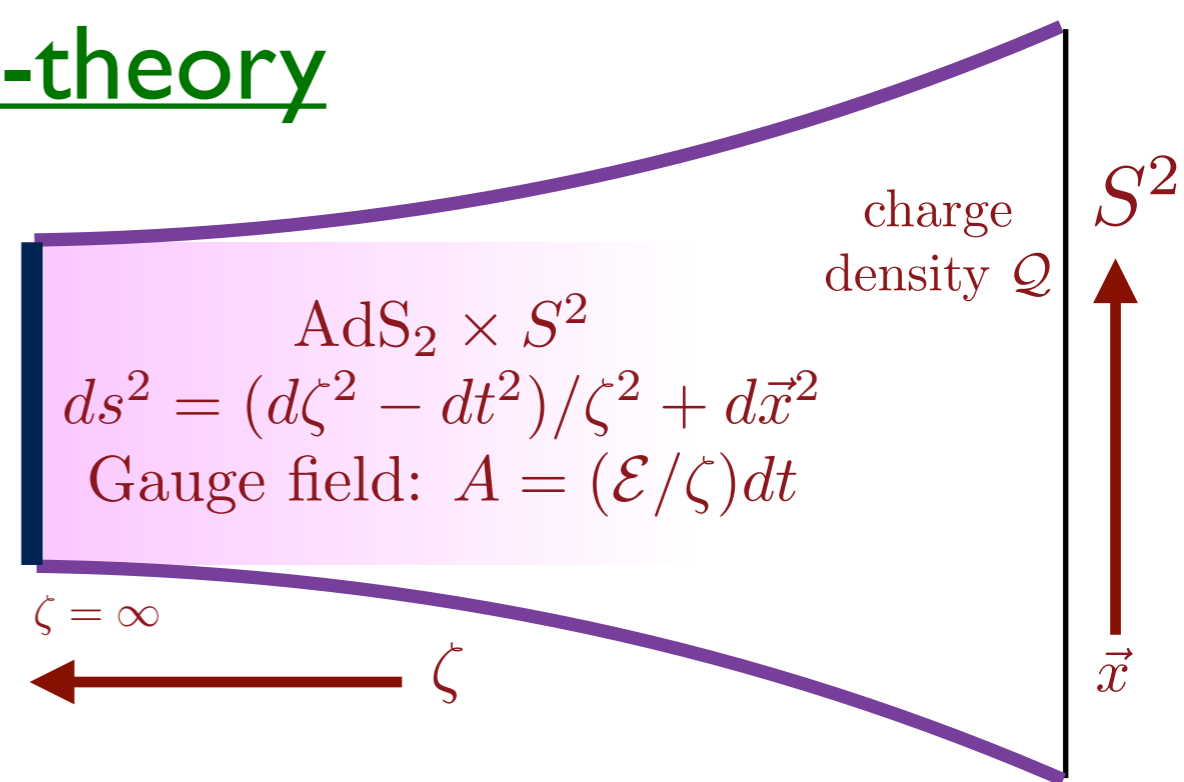 -theory
charge
density 𝒬
S²
AdS₂ × S²
ds² = (dζ² − dt²)/ζ² + dx⃗²
Gauge field: A = (ℰ/ζ)dt
ζ = ∞
ζ
x⃗